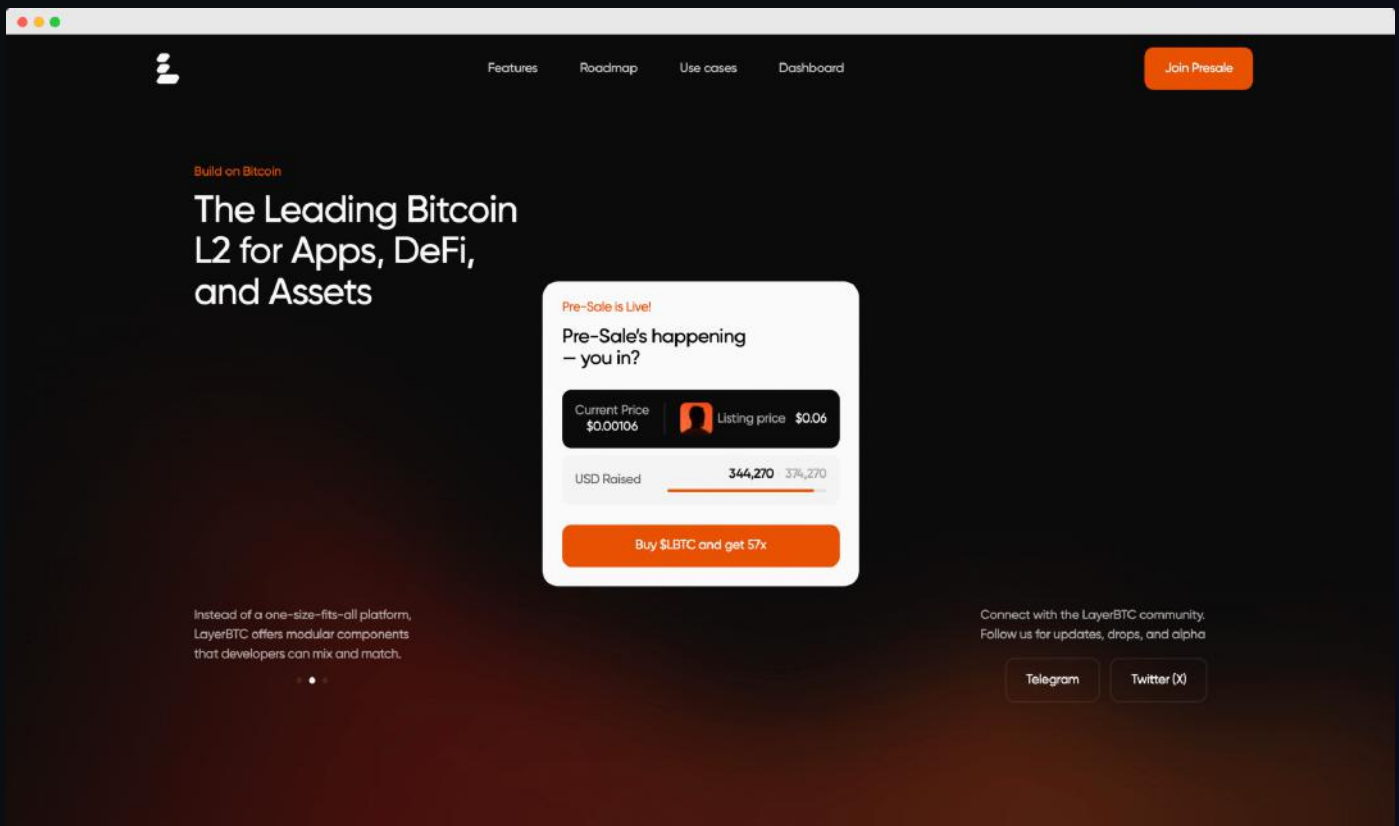 Features
Roadmap
Use cases
Dashboard
Join Presale
Build on Bitcoin
The Leading Bitcoin
L2 for Apps, DeFi,
and Assets
Pre-Sale is Live!
Pre-Sale's happening
— you in?
Current Price
$0.00106
Listing price $0.06
USD Raised
344,270 374,270
Buy $LBTC and get 57x
Instead of a one-size-fits-all platform,
LayerBTC offers modular components
that developers can mix and match.
Connect with the LayerBTC community.
Follow us for updates, drops, and alpha
Telegram
Twitter (X)